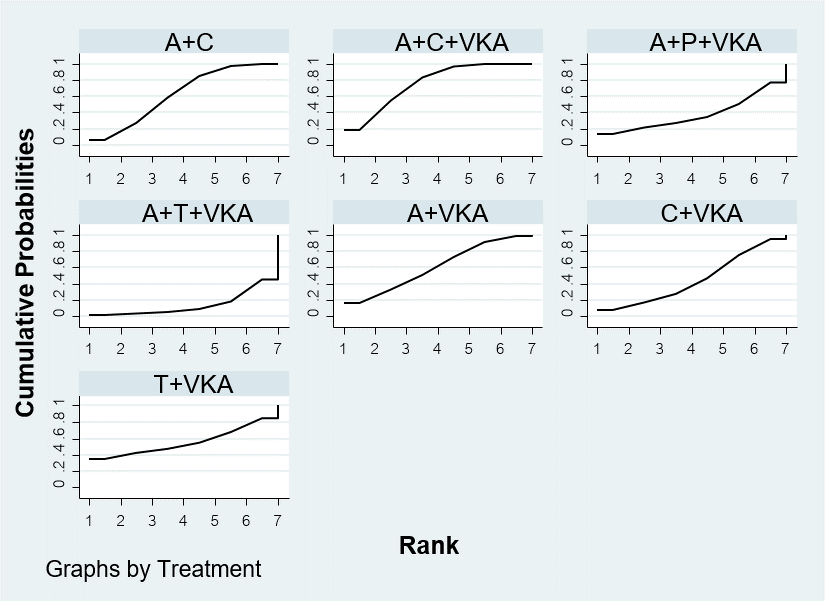 A+C A+C+VKA A+P+VKA
0 .2 .4 .6 .8 1 0 .2 .4 .6 .8 1 0 .2 .4 .6 .8 1
1 2 3 4 5 6 7 1 2 3 4 5 6 7 1 2 3 4 5 6 7
A+T+VKA A+VKA C+VKA
0 .2 .4 .6 .8 1 0 .2 .4 .6 .8 1 0 .2 .4 .6 .8 1
1 2 3 4 5 6 7 1 2 3 4 5 6 7 1 2 3 4 5 6 7
T+VKA
0 .2 .4 .6 .8 1
1 2 3 4 5 6 7
Cumulative Probabilities
Rank
Graphs by Treatment